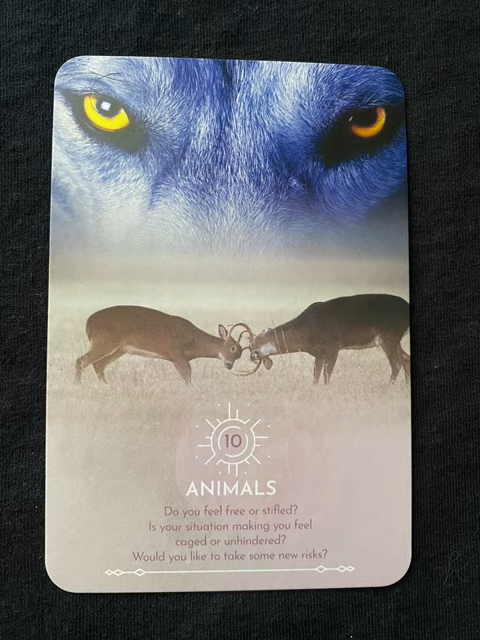 10
ANIMALS
Do you feel free or stifled?
Is your situation making you feel
caged or unhindered?
Would you like to take some new risks?